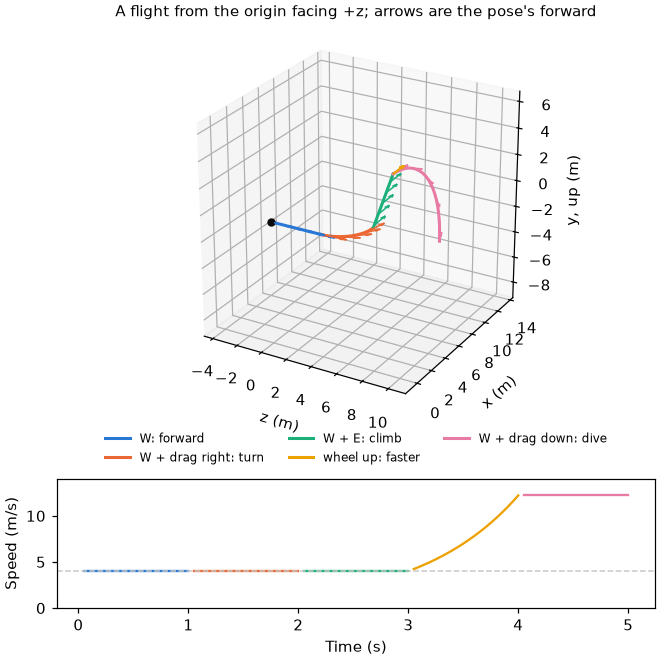 A flight from the origin facing +z; arrows are the pose's forward
6
4
2
0
−2
−4
−6
−8
y, up (m)
−4 −2 0 2 4 6 8 10
z (m)
0 2 4 6 8 10 12 14
x (m)
W: forward
W + E: climb
W + drag down: dive
W + drag right: turn
wheel up: faster
10
5
0
Speed (m/s)
0 1 2 3 4 5
Time (s)